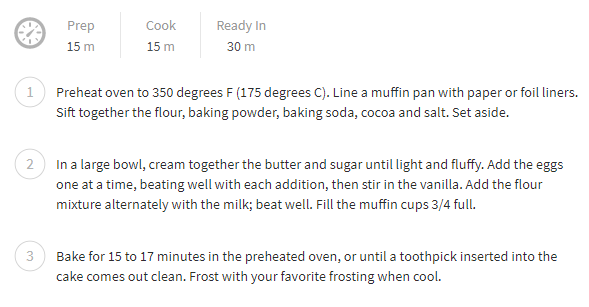 Prep Cook Ready In
15 m 15 m 30 m
1 Preheat oven to 350 degrees F (175 degrees C). Line a muffin pan with paper or foil liners.
Sift together the flour, baking powder, baking soda, cocoa and salt. Set aside.
2 In a large bowl, cream together the butter and sugar until light and fluffy. Add the eggs
one at a time, beating well with each addition, then stir in the vanilla. Add the flour
mixture alternately with the milk; beat well. Fill the muffin cups 3/4 full.
3 Bake for 15 to 17 minutes in the preheated oven, or until a toothpick inserted into the
cake comes out clean. Frost with your favorite frosting when cool.